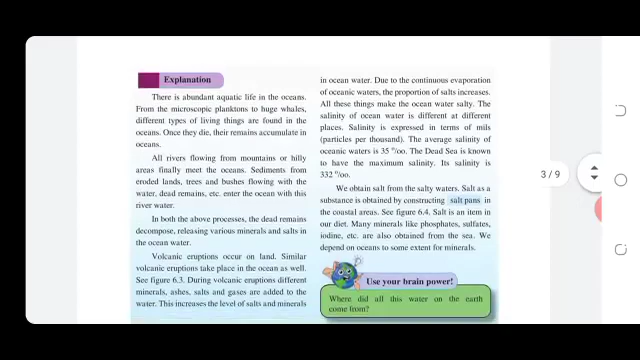 Explanation
There is abundant aquatic life in the oceans.
From the microscopic planktons to huge whales,
different types of living things are found in the
oceans. Once they die, their remains accumulate in
oceans.
All rivers flowing from mountains or hilly
areas finally meet the oceans. Sediments from
eroded lands, trees and bushes flowing with the
water, dead remains, etc. enter the ocean with this
river water.
In both the above processes, the dead remains
decompose, releasing various minerals and salts in
the ocean water.
Volcanic eruptions occur on land. Similar
volcanic eruptions take place in the ocean as well.
See figure 6.3. During volcanic eruptions different
minerals, ashes, salts and gases are added to the
water. This increases the level of salts and minerals
in ocean water. Due to the continuous evaporation
of oceanic waters, the proportion of salts increases.
All these things make the ocean water salty. The
salinity of ocean water is different at different
places. Salinity is expressed in terms of mils
(particles per thousand). The average salinity of
oceanic waters is 35 º/oo. The Dead Sea is known
to have the maximum salinity. Its salinity is
332 º/oo.
We obtain salt from the salty waters. Salt as a
substance is obtained by constructing salt pans in
the coastal areas. See figure 6.4. Salt is an item in
our diet. Many minerals like phosphates, sulfates,
iodine, etc. are also obtained from the sea. We
depend on oceans to some extent for minerals.
Use your brain power!
Where did all this water on the earth
come from?
3 / 9